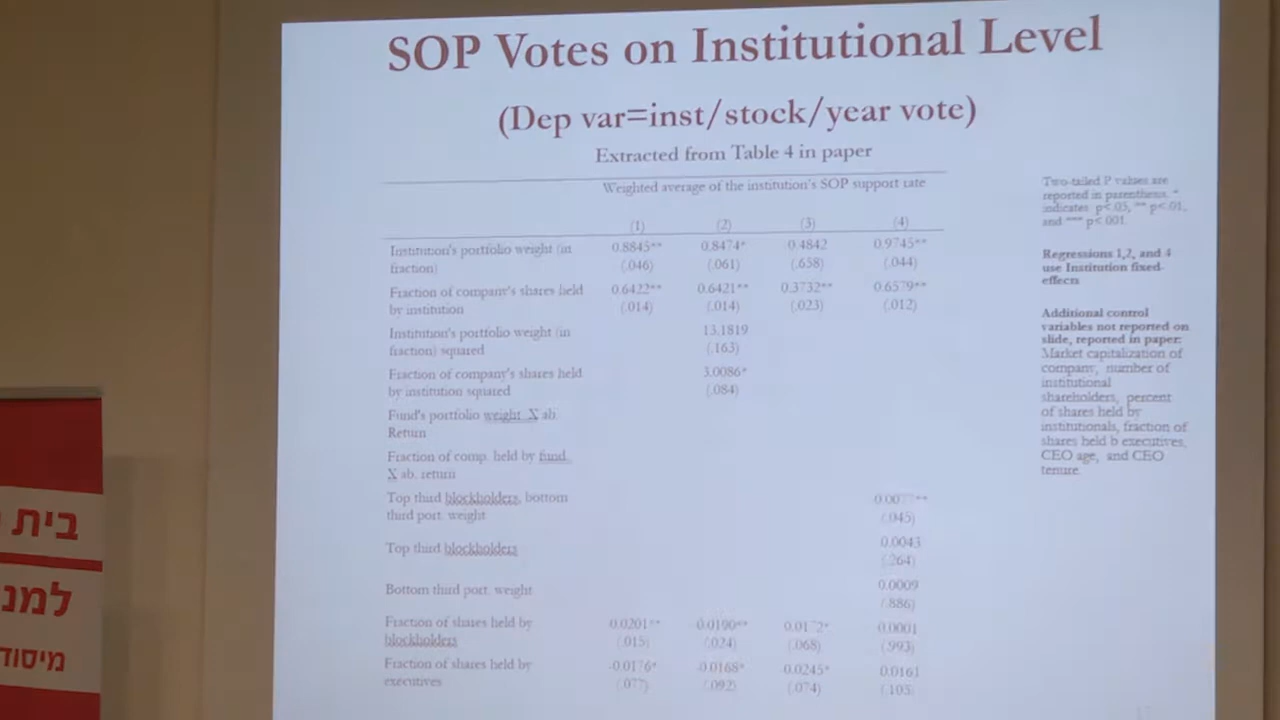 SOP Votes on Institutional Level
(Dep var=inst/stock/year vote)
Extracted from Table 4 in paper
Weighted average of the institution's SOP support rate
(1) (2) (3) (4)
Institution's portfolio weight (in 0.8845** 0.8474* 0.4842 0.9745**
fraction) (.046) (.061) (.658) (.044)
Fraction of company's shares held 0.6422** 0.6421** 0.3732** 0.6579**
by institution (.014) (.014) (.023) (.012)
Institution's portfolio weight (in 13.1819
fraction) squared (.163)
Fraction of company's shares held 3.0086*
by institution squared (.084)
Fund's portfolio weight X ab.
Return
Fraction of comp. held by fund
X ab. return
Top third blockholders, bottom
third port. weight (.045)
Top third blockholders 0.0043
(.264)
Bottom third port. weight 0.0009
(.886)
Fraction of shares held by 0.0201** 0.0190** 0.0001
blockholders (.015) (.024) (.068) (.993)
Fraction of shares held by -0.0176* -0.0168* -0.0245* 0.0161
executives (.077) (.092) (.074) (.105)
Two-tailed P values are
reported in parenthesis. *
indicates p<.05, ** p<.01,
and *** p<.001.
Regressions 1,2, and 4
use Institution fixed
effects
Additional control
variables not reported on
slide, reported in paper:
Market capitalization of
company, number of
institutional
shareholders, percent
of shares held by
institutionals, fraction of
shares held b executives,
CEO age, and CEO
tenure
בית
למנ
מיסוד